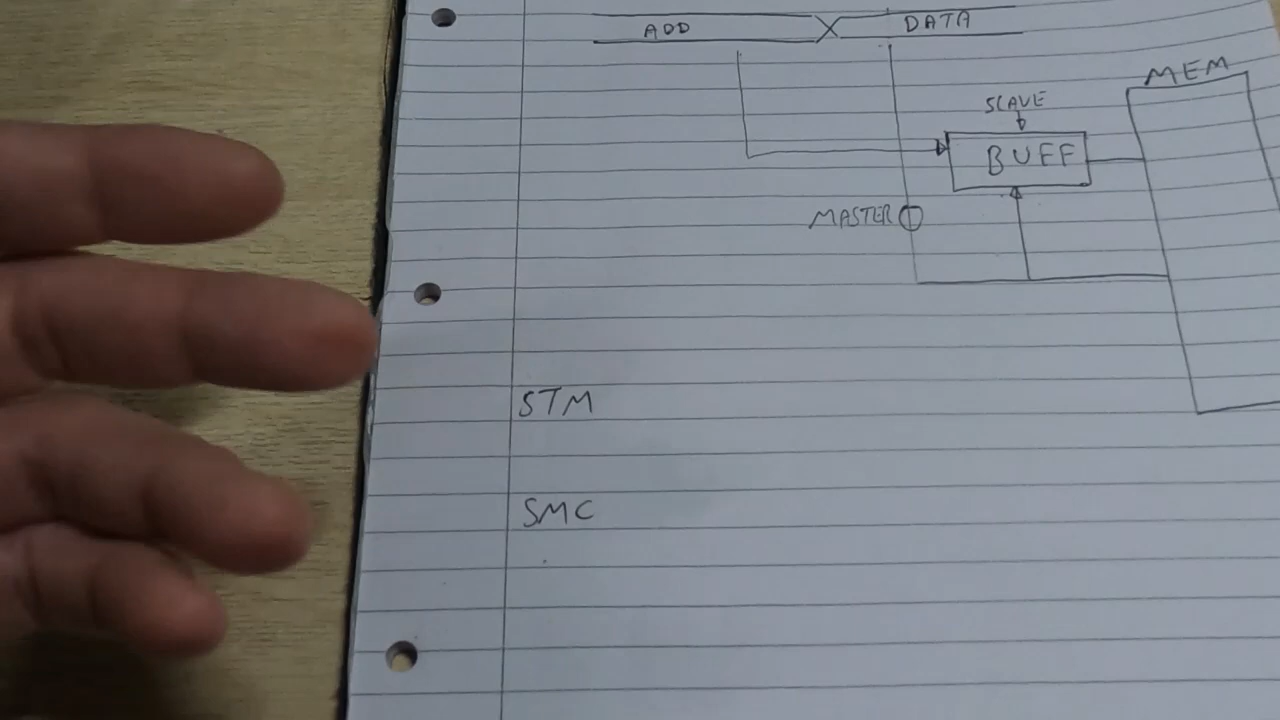 ADD DATA
MEM
SLAVE
BUFF
MASTER
STM
SMC